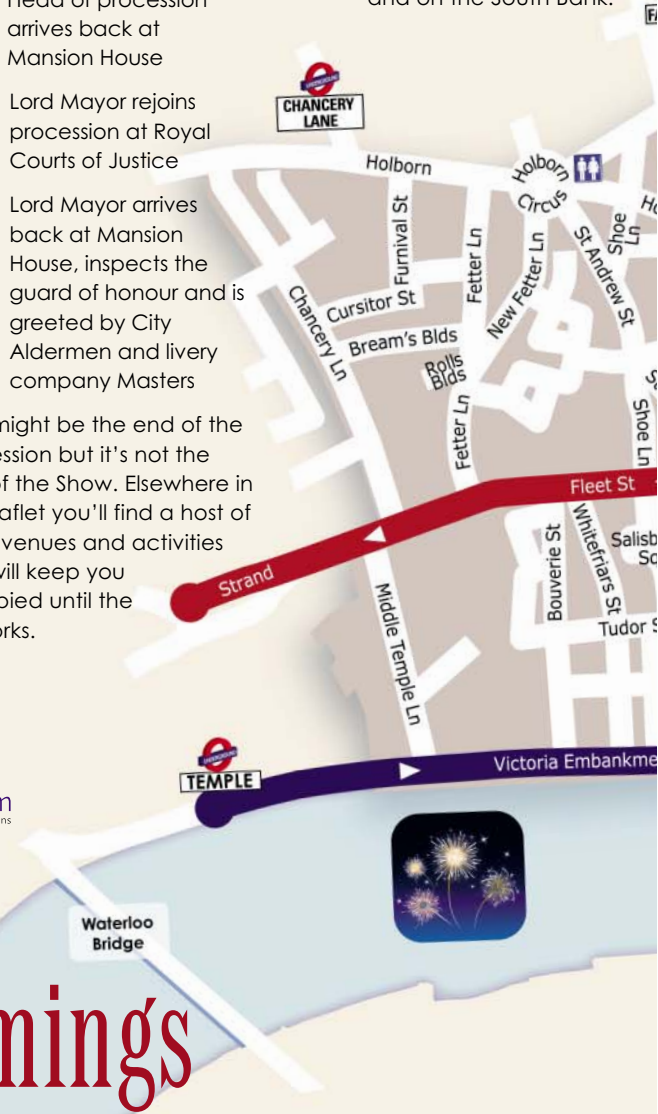 head of procession
arrives back at
Mansion House
Lord Mayor rejoins
procession at Royal
Courts of Justice
Lord Mayor arrives
back at Mansion
House, inspects the
guard of honour and is
greeted by City
Aldermen and livery
company Masters
might be the end of the
ession but it's not the
of the Show. Elsewhere in
aflet you'll find a host of
venues and activities
will keep you
pied until the
orks.
and on the South Bank.
UNDERGROUND
CHANCERY
LANE
Holborn
Holborn
Circus
Furnival St
Fetter Ln
New Fetter Ln
St Andrew St
Shoe
Ln
Ho
Chancery Ln
Cursitor St
Bream's Blds
Rolls
Blds
Fetter Ln
Shoe Ln
Fleet St
Strand
Bouverie St
Whitefriars St
Salisb
Sq
Tudor S
Middle Temple Ln
UNDERGROUND
TEMPLE
Victoria Embankme
Waterloo
Bridge
mings